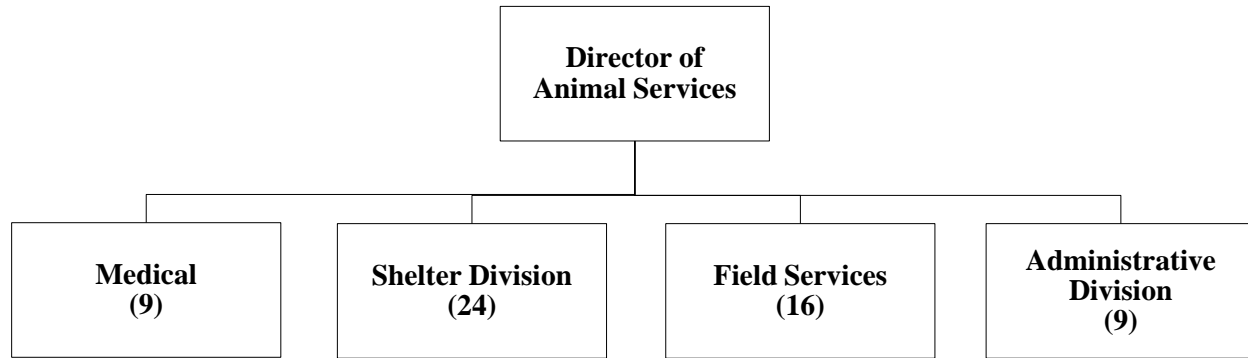 Director of
Animal Services
Medical
(9)
Shelter Division
(24)
Field Services
(16)
Administrative
Division
(9)